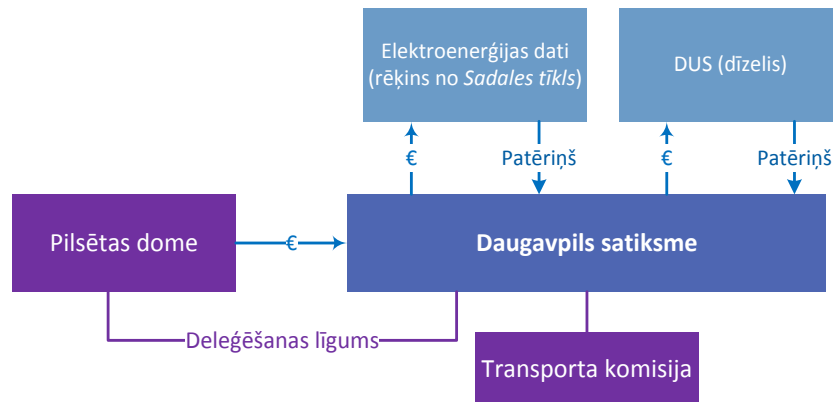 Elektroenerģijas dati
(rēķins no Sadales tīkls)
DUS (dīzelis)
€
Patēriņš
€
Patēriņš
Pilsētas dome
€
Daugavpils satiksme
Deleģēšanas līgums
Transporta komisija